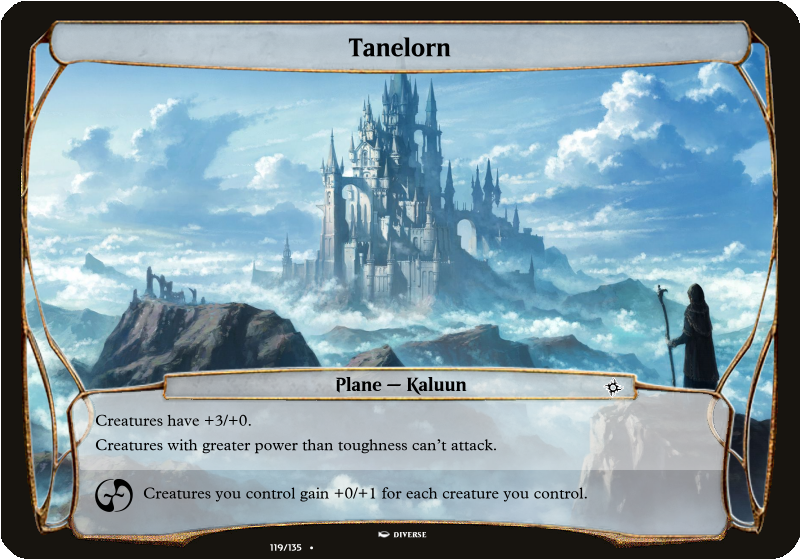 Tanelorn
Plane — Kaluun
Creatures have +3/+0.
Creatures with greater power than toughness can't attack.
Creatures you control gain +0/+1 for each creature you control.
DIVERSE
119/135 •